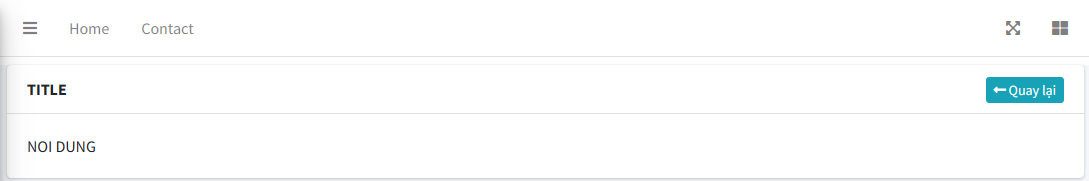 Home Contact
TITLE
Quay lại
NOI DUNG